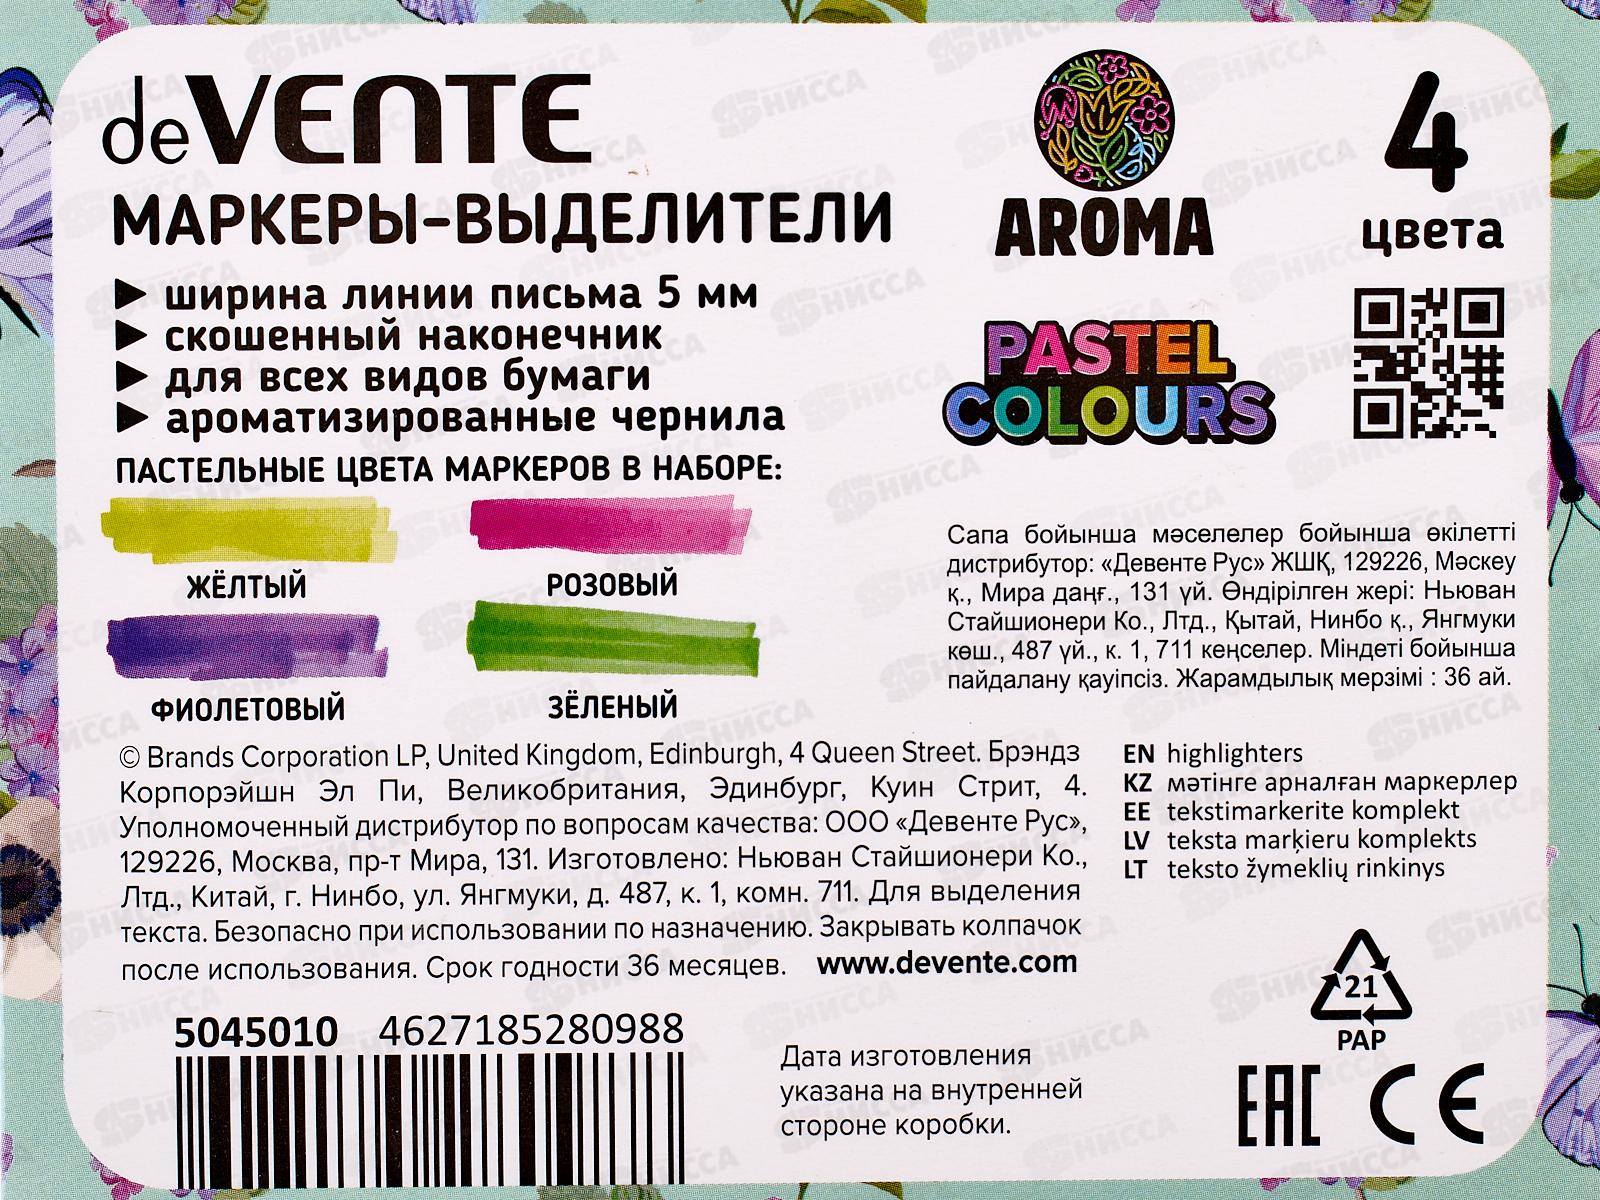 deVENTE
МАРКЕРЫ-ВЫДЕЛИТЕЛИ
ширина линии письма 5 мм
скошенный наконечник
для всех видов бумаги
ароматизированные чернила
ПАСТЕЛЬНЫЕ ЦВЕТА МАРКЕРОВ В НАБОРЕ:
ЖЁЛТЫЙ
РОЗОВЫЙ
ФИОЛЕТОВЫЙ
ЗЁЛЕНЫЙ
AROMA
4
цвета
PASTEL
COLOURS
Сапа бойынша мәселелер бойынша өкілетті
дистрибутор: «Девенте Рус» ЖШҚ, 129226, Мәскеу
қ., Мира даңғ., 131 үй. Өндірілген жері: Ньюван
Стайшионери Ко., Лтд., Қытай, Нинбо қ., Янгмуки
көш., 487 үй., к. 1, 711 кеңселер. Міндеті бойынша
пайдалану қауіпсіз. Жарамдылық мерзімі : 36 ай.
© Brands Corporation LP, United Kingdom, Edinburgh, 4 Queen Street. Брэндз
Корпорэйшн Эл Пи, Великобритания, Эдинбург, Куин Стрит, 4.
Уполномоченный дистрибутор по вопросам качества: ООО «Девенте Рус»,
129226, Москва, пр-т Мира, 131. Изготовлено: Ньюван Стайшионери Ко.,
Лтд., Китай, г. Нинбо, ул. Янгмуки, д. 487, к. 1, комн. 711. Для выделения
текста. Безопасно при использовании по назначению. Закрывать колпачок
после использования. Срок годности 36 месяцев. www.devente.com
EN highlighters
KZ мәтінге арналған маркерлер
EE tekstimarkerite komplekt
LV teksta marķieru komplekts
LT teksto žymeklių rinkinys
5045010 4627185280988
Дата изготовления
указана на внутренней
стороне коробки.
21
PAP
EAC CE